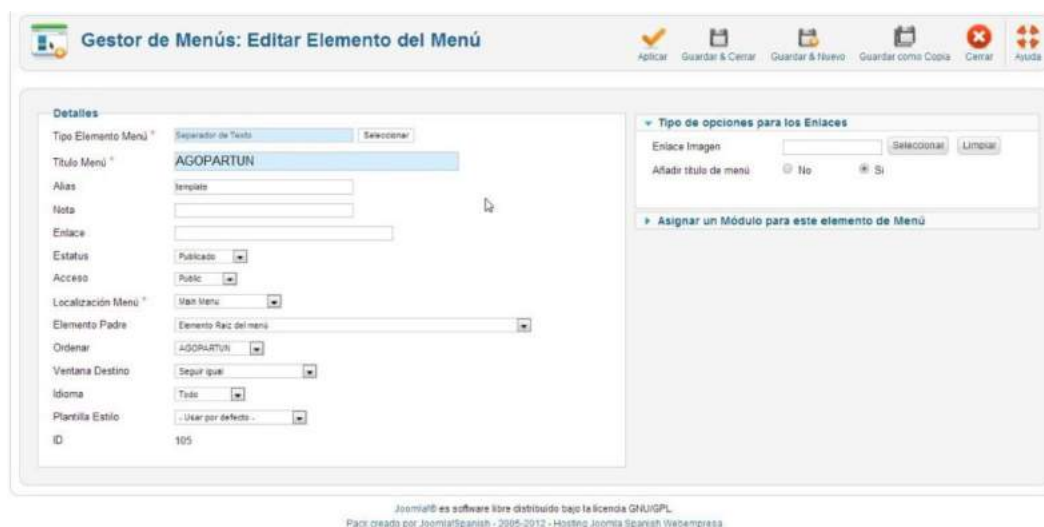 Gestor de Menús: Editar Elemento del Menú
Aplicar
Guardar & Cerrar
Guardar & Nuevo
Guardar como Copia
Cerrar
Ayuda
Detalles
Tipo Elemento Menú * Separador de Texto Seleccionar
Título Menú * AGOPARTUN
Alias template
Nota
Enlace
Estatus Publicado
Acceso Public
Localización Menú * Main Menu
Elemento Padre Elemento Raiz del menú
Ordenar AGOPARTUN
Ventana Destino Seguir igual
Idioma Todo
Plantilla Estilo - Usar por defecto -
ID 105
Tipo de opciones para los Enlaces
Enlace Imagen Seleccionar Limpiar
Añadir título de menú No Si
Asignar un Módulo para este elemento de Menú
Joomla!® es software libre distribuido bajo la licencia GNU/GPL.
Pack creado por Joomla!Spanish - 2005-2012 - Hosting Joomla Spanish Webempresa